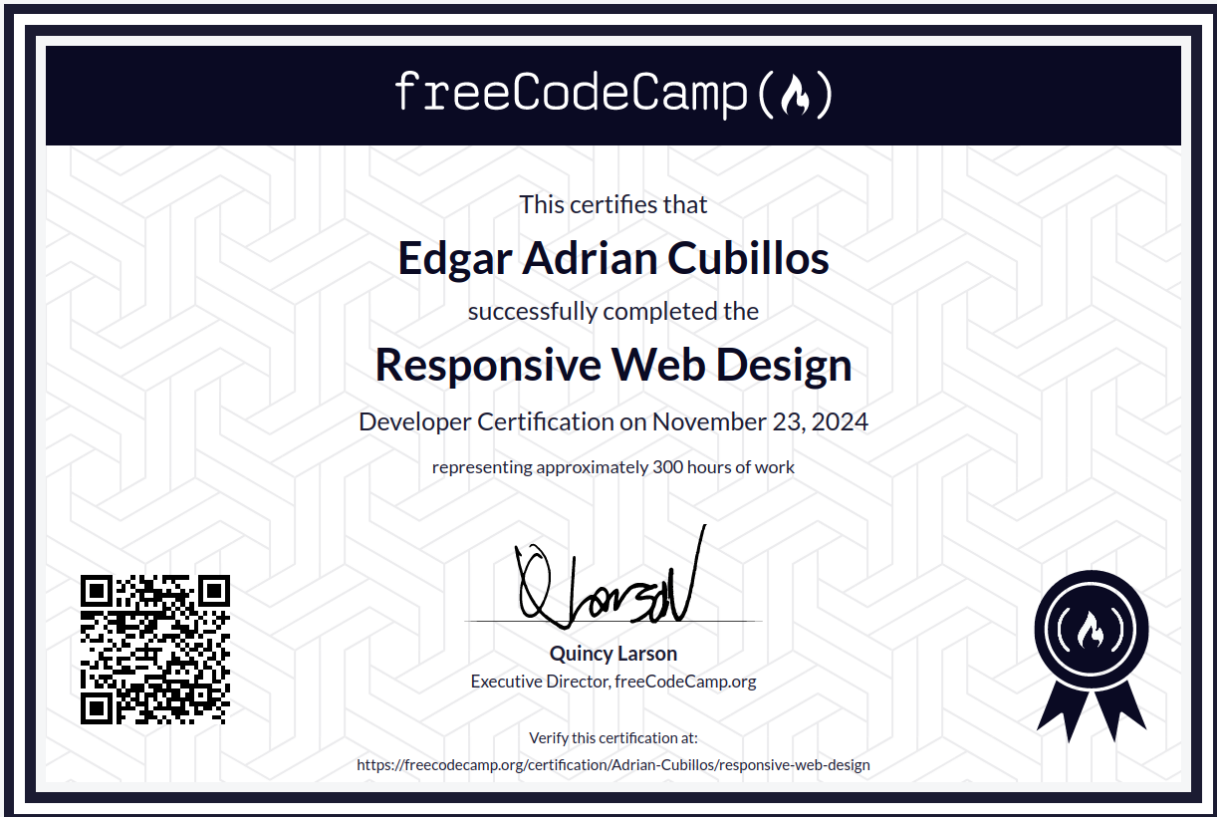 freeCodeCamp
This certifies that
Edgar Adrian Cubillos
successfully completed the
Responsive Web Design
Developer Certification on November 23, 2024
representing approximately 300 hours of work
Quincy Larson
Executive Director, freeCodeCamp.org
Verify this certification at:
https://freecodecamp.org/certification/Adrian-Cubillos/responsive-web-design